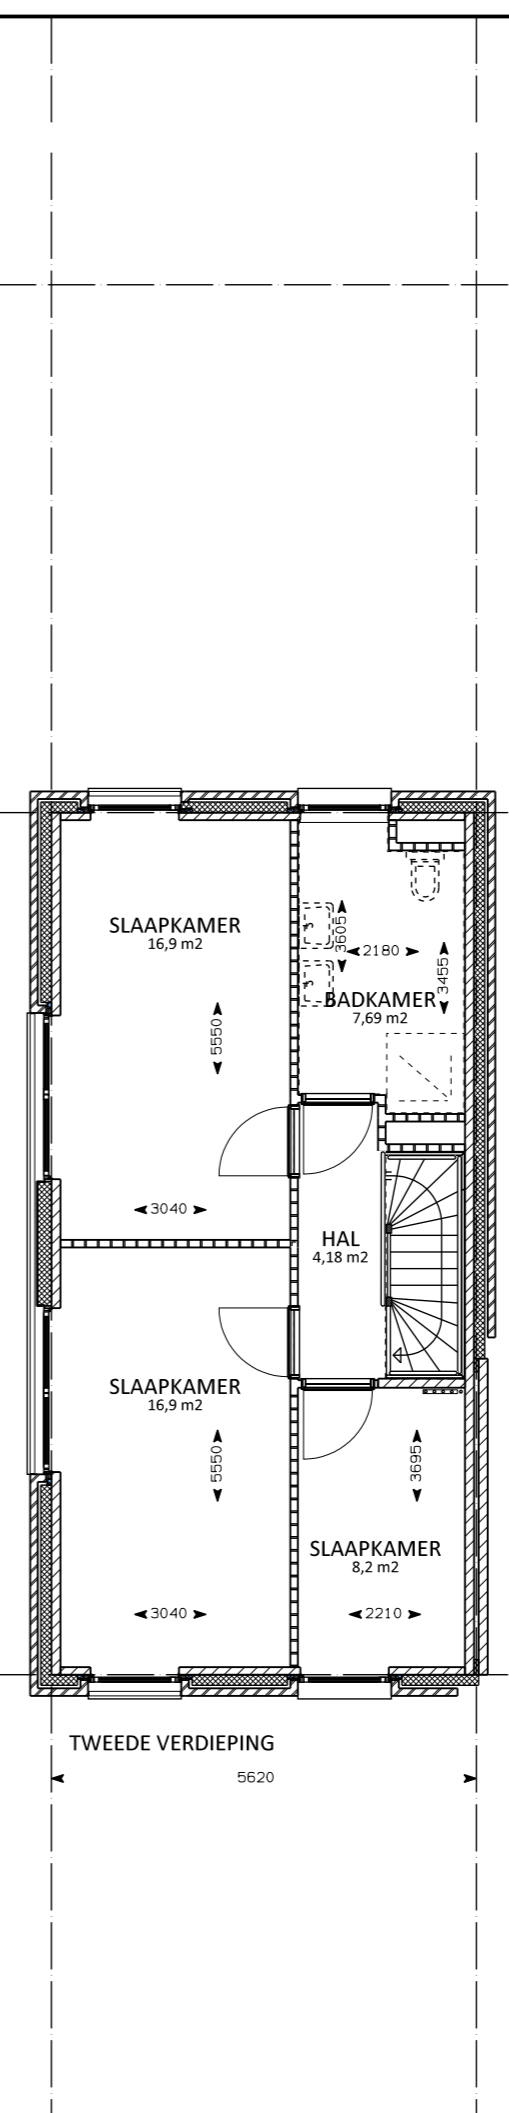 SLAAPKAMER
16,9 m2
3605
2180
3455
BADKAMER
7,69 m2
5550
3040
HAL
4,18 m2
SLAAPKAMER
16,9 m2
5550
3695
SLAAPKAMER
8,2 m2
3040
2210
TWEEDE VERDIEPING
5620